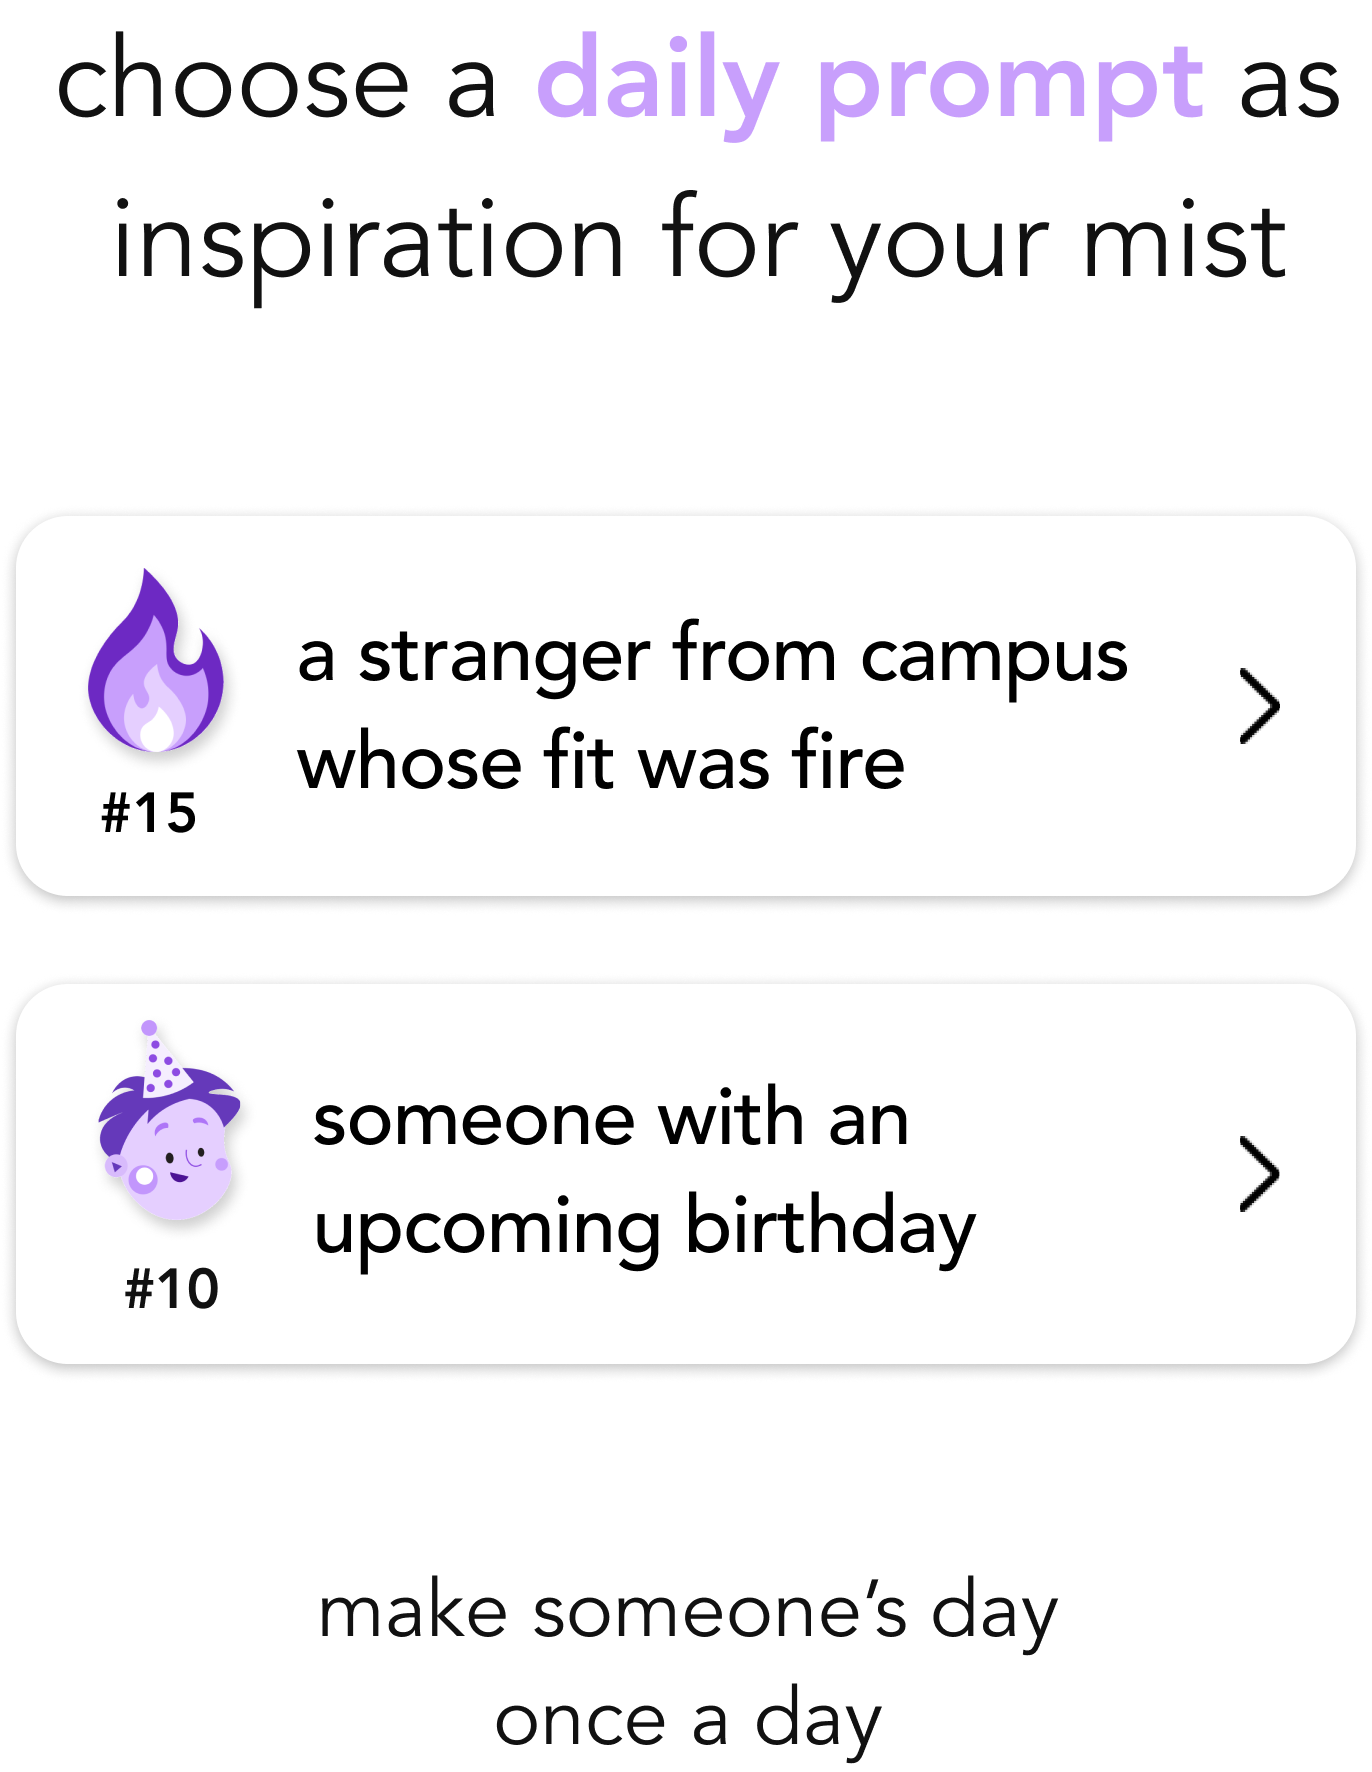 choose a daily prompt as
inspiration for your mist
a stranger from campus
whose fit was fire
#15
someone with an
upcoming birthday
#10
make someone’s day
once a day